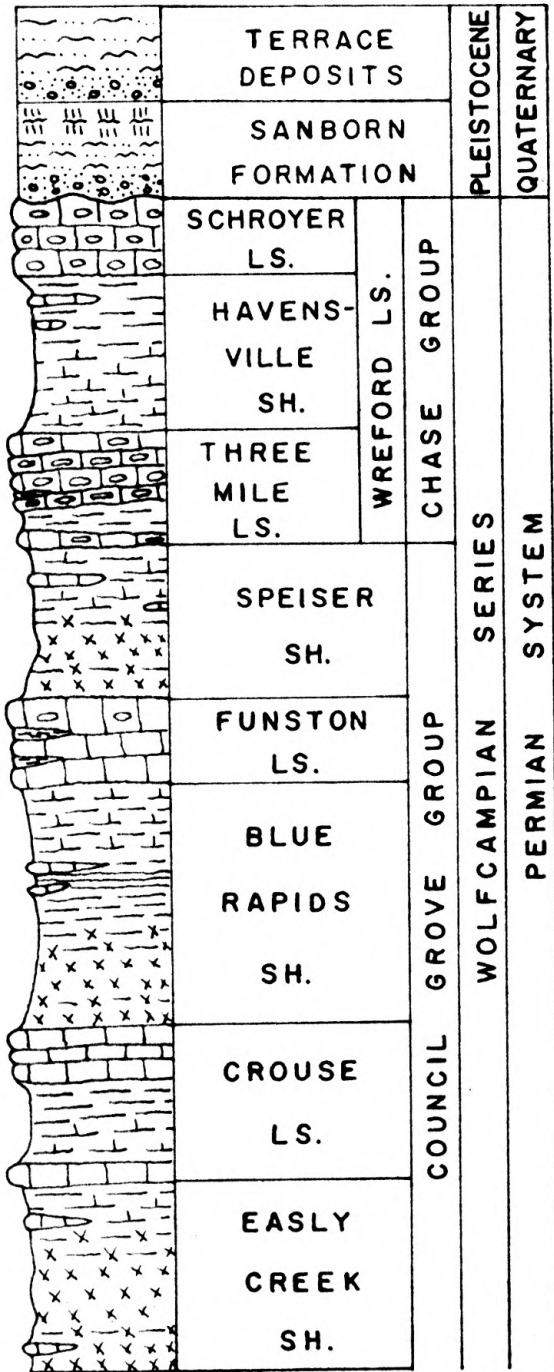 TERRACE
DEPOSITS
SANBORN
FORMATION
SCHROYER
LS.
HAVENS-
VILLE
SH.
THREE
MILE
LS.
SPEISER
SH.
FUNSTON
LS.
BLUE
RAPIDS
SH.
CROUSE
LS.
EASLY
CREEK
SH.
WREFORD LS.
CHASE GROUP
COUNCIL GROVE GROUP
PLEISTOCENE
WOLFCAMPIAN SERIES
QUATERNARY
PERMIAN SYSTEM